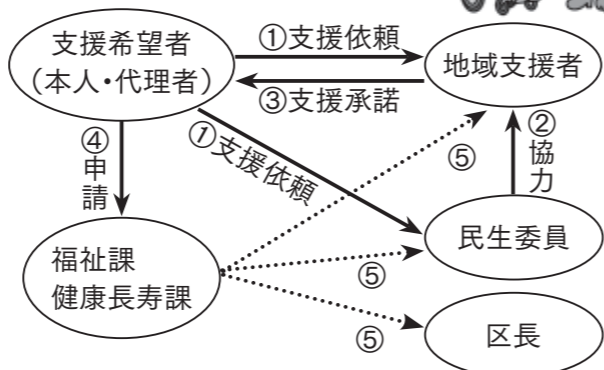 支援希望者
（本人・代理者）
①支援依頼
③支援承諾
地域支援者
①支援依頼
④申請
②協力
⑤
福祉課
健康長寿課
⑤
民生委員
⑤
区長